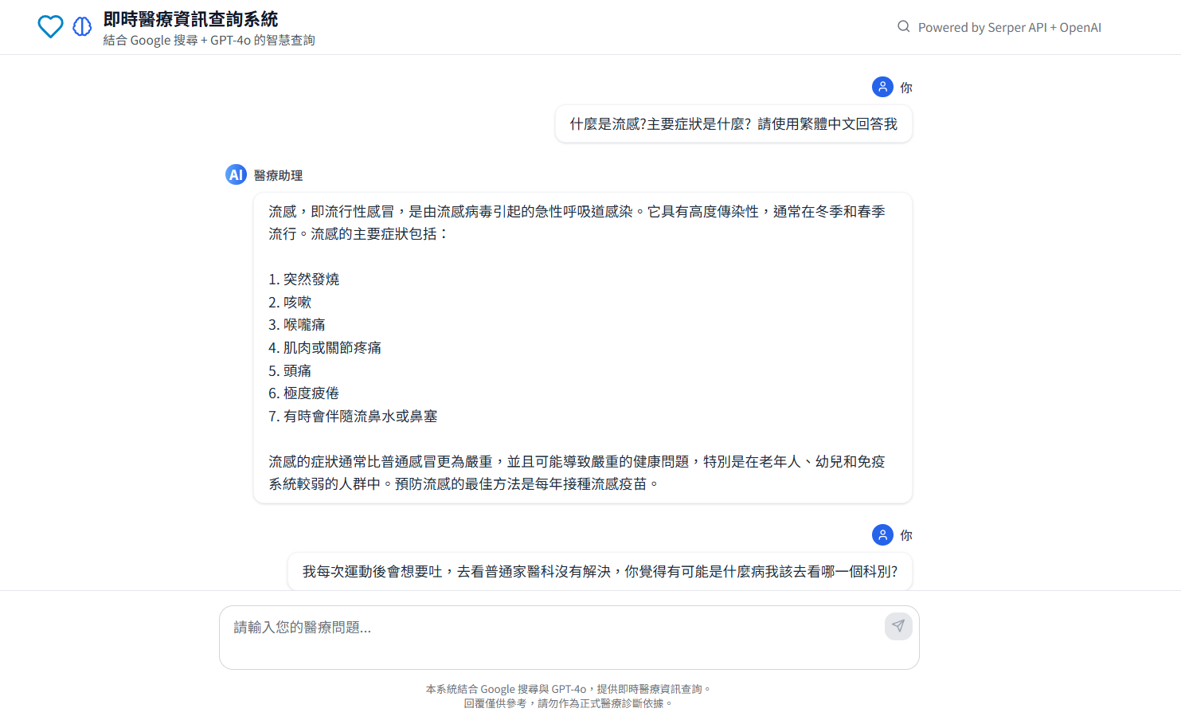 即時醫療資訊查詢系統
結合 Google 搜尋 + GPT-4o 的智慧查詢
Powered by Serper API + OpenAI
你
什麼是流感?主要症狀是什麼? 請使用繁體中文回答我
AI 醫療助理
流感，即流行性感冒，是由流感病毒引起的急性呼吸道感染。它具有高度傳染性，通常在冬季和春季
流行。流感的主要症狀包括：
1. 突然發燒
2. 咳嗽
3. 喉嚨痛
4. 肌肉或關節疼痛
5. 頭痛
6. 極度疲倦
7. 有時會伴隨流鼻水或鼻塞
流感的症狀通常比普通感冒更為嚴重，並且可能導致嚴重的健康問題，特別是在老年人、幼兒和免疫
系統較弱的人群中。預防流感的最佳方法是每年接種流感疫苗。
你
我每次運動後會想要吐，去看普通家醫科沒有解決，你覺得有可能是什麼病我該去看哪一個科別?
請輸入您的醫療問題...
本系統結合 Google 搜尋與 GPT-4o，提供即時醫療資訊查詢。
回覆僅供參考，請勿作為正式醫療診斷依據。